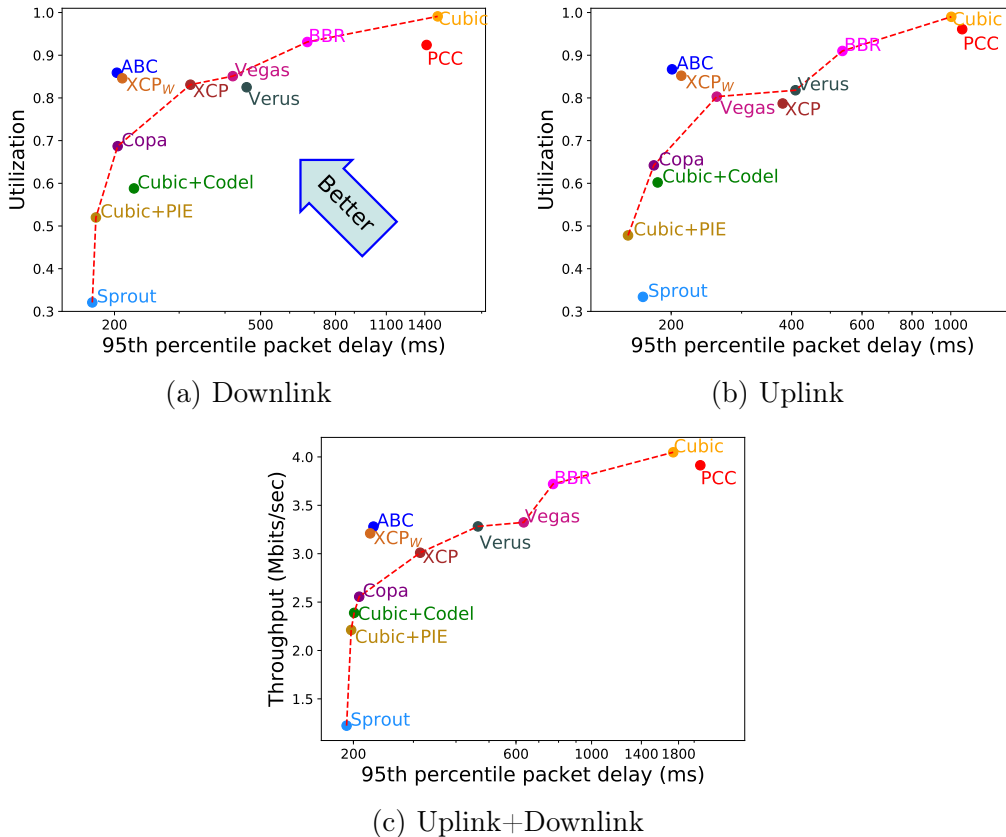 1.0
0.9
0.8
0.7
0.6
0.5
0.4
0.3
Utilization
Cubic
BBR
PCC
ABC
XCP_W
XCP
Vegas
Verus
Copa
Cubic+Codel
Cubic+PIE
Sprout
Better
200 500 800 1100 1400
95th percentile packet delay (ms)
(a) Downlink
1.0
0.9
0.8
0.7
0.6
0.5
0.4
0.3
Utilization
Cubic
PCC
BBR
ABC
XCP_W
Verus
Vegas
XCP
Copa
Cubic+Codel
Cubic+PIE
Sprout
200 400 600 800 1000
95th percentile packet delay (ms)
(b) Uplink
4.0
3.5
3.0
2.5
2.0
1.5
Throughput (Mbits/sec)
Cubic
PCC
BBR
ABC
Vegas
XCP_W
Verus
XCP
Copa
Cubic+Codel
Cubic+PIE
Sprout
200 600 1000 1400 1800
95th percentile packet delay (ms)
(c) Uplink+Downlink